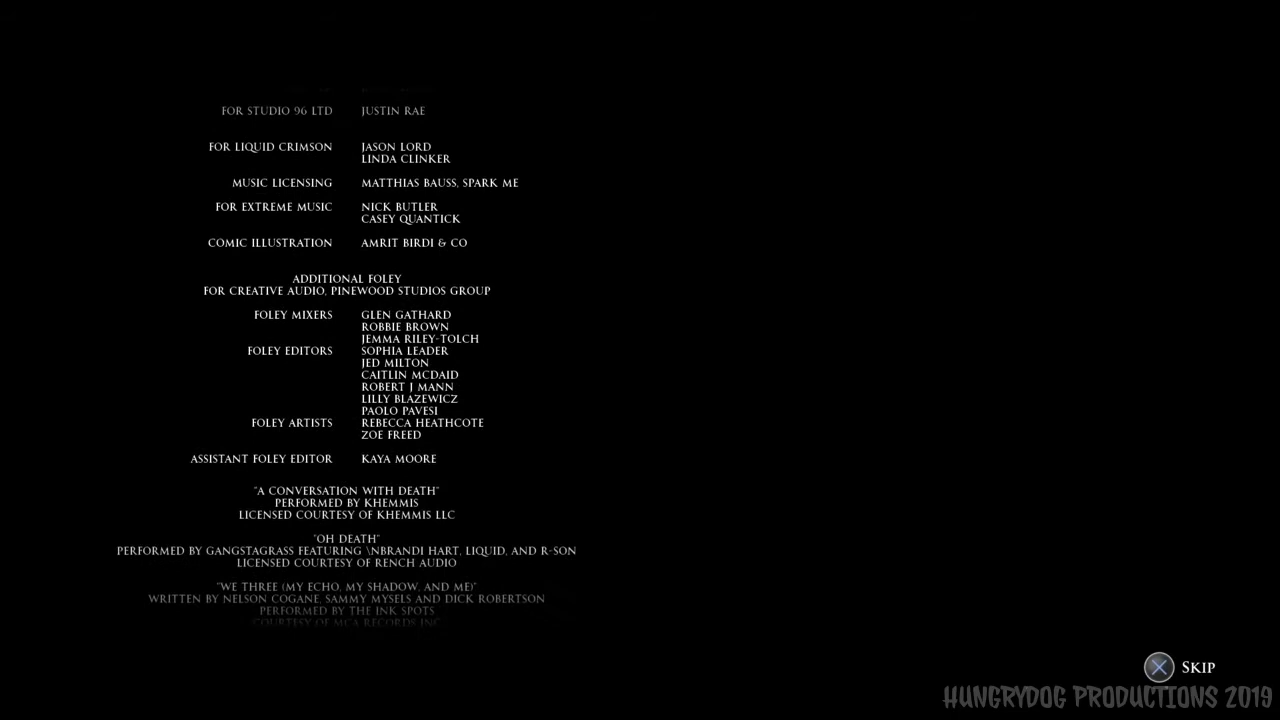 FOR STUDIO 96 LTD JUSTIN RAE
FOR LIQUID CRIMSON JASON LORD
LINDA CLINKER
MUSIC LICENSING MATTHIAS BAUSS, SPARK ME
FOR EXTREME MUSIC NICK BUTLER
CASEY QUANTICK
COMIC ILLUSTRATION AMRIT BIRDI & CO
ADDITIONAL FOLEY
FOR CREATIVE AUDIO, PINEWOOD STUDIOS GROUP
FOLEY MIXERS GLEN GATHARD
ROBBIE BROWN
JEMMA RILEY-TOLCH
FOLEY EDITORS SOPHIA LEADER
JED MILTON
CAITLIN MCDAID
ROBERT J MANN
LILLY BLAZEWICZ
PAOLO PAVESI
FOLEY ARTISTS REBECCA HEATHCOTE
ZOE FREED
ASSISTANT FOLEY EDITOR KAYA MOORE
"A CONVERSATION WITH DEATH"
PERFORMED BY KHEMMIS
LICENSED COURTESY OF KHEMMIS LLC
"OH DEATH"
PERFORMED BY GANGSTAGRASS FEATURING \NBRANDI HART, LIQUID, AND R-SON
LICENSED COURTESY OF RENCH AUDIO
"WE THREE (MY ECHO, MY SHADOW, AND ME)"
WRITTEN BY NELSON COGANE, SAMMY MYSELS AND DICK ROBERTSON
PERFORMED BY THE INK SPOTS
COURTESY OF MCA RECORDS INC
SKIP
HUNGRYDOG PRODUCTIONS 2019